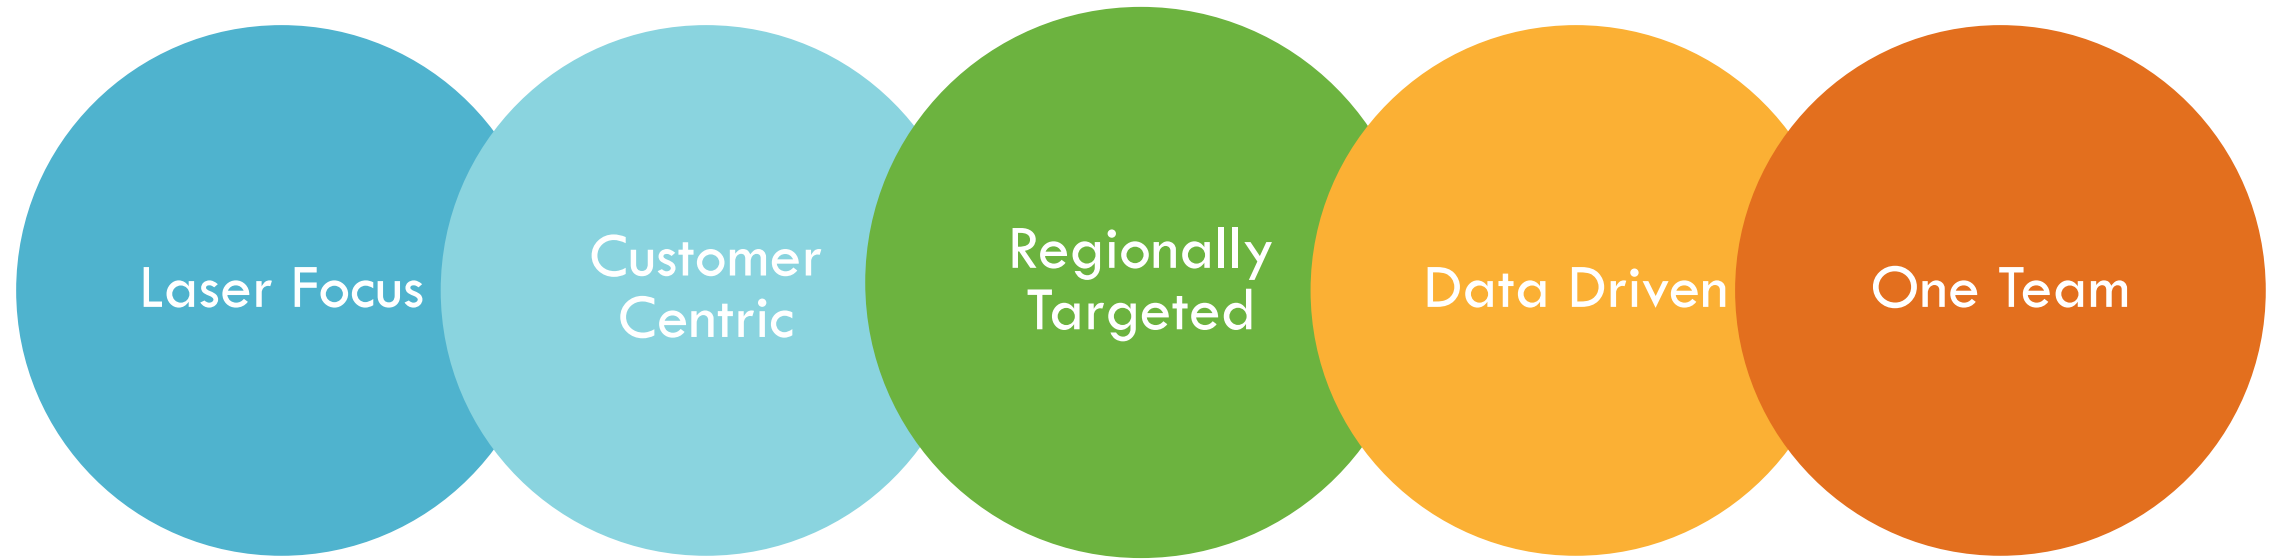 Laser Focus
Customer
Centric
Regionally
Targeted
Data Driven
One Team